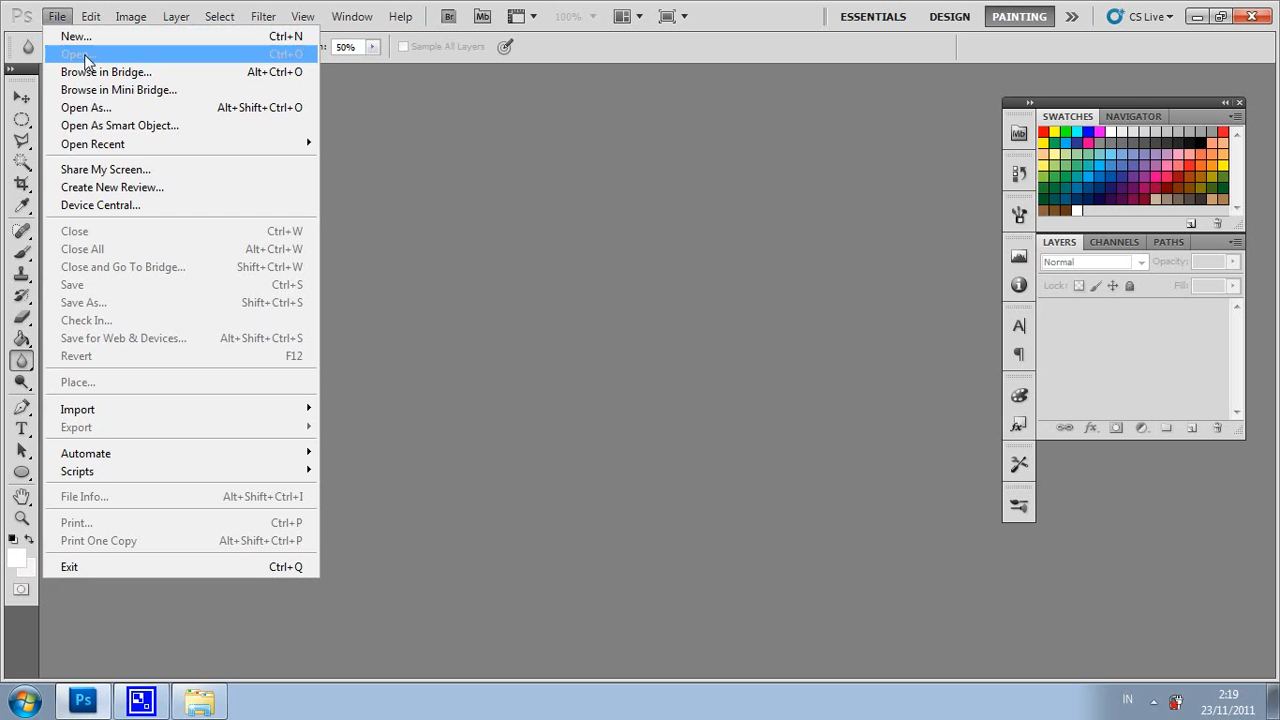 Ps File Edit Image Layer Select Filter View Window Help Br Mb 100% ESSENTIALS DESIGN PAINTING CS Live
50% Sample All Layers
New... Ctrl+N
Open... Ctrl+O
Browse in Bridge... Alt+Ctrl+O
Browse in Mini Bridge...
Open As... Alt+Shift+Ctrl+O
Open As Smart Object...
Open Recent
Share My Screen...
Create New Review...
Device Central...
Close Ctrl+W
Close All Alt+Ctrl+W
Close and Go To Bridge... Shift+Ctrl+W
Save Ctrl+S
Save As... Shift+Ctrl+S
Check In...
Save for Web & Devices... Alt+Shift+Ctrl+S
Revert F12
Place...
Import
Export
Automate
Scripts
File Info... Alt+Shift+Ctrl+I
Print... Ctrl+P
Print One Copy Alt+Shift+Ctrl+P
Exit Ctrl+Q
Mb
SWATCHES NAVIGATOR
LAYERS CHANNELS PATHS
Normal Opacity:
Lock: Fill:
Ps
IN
2:19
23/11/2011